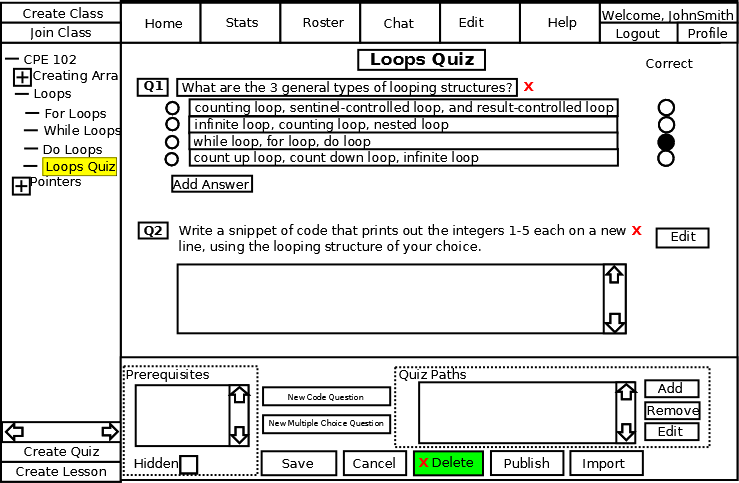 Create Class
Join Class
Home
Stats
Roster
Chat
Edit
Help
Welcome, JohnSmith
Logout
Profile
CPE 102
Creating Arra
Loops
For Loops
While Loops
Do Loops
Loops Quiz
Pointers
Create Quiz
Create Lesson
Loops Quiz
Correct
Q1
What are the 3 general types of looping structures?
X
counting loop, sentinel-controlled loop, and result-controlled loop
infinite loop, counting loop, nested loop
while loop, for loop, do loop
count up loop, count down loop, infinite loop
Add Answer
Q2
Write a snippet of code that prints out the integers 1-5 each on a new
line, using the looping structure of your choice.
X
Edit
Prerequisites
Hidden
New Code Question
New Multiple Choice Question
Quiz Paths
Add
Remove
Edit
Save
Cancel
X Delete
Publish
Import